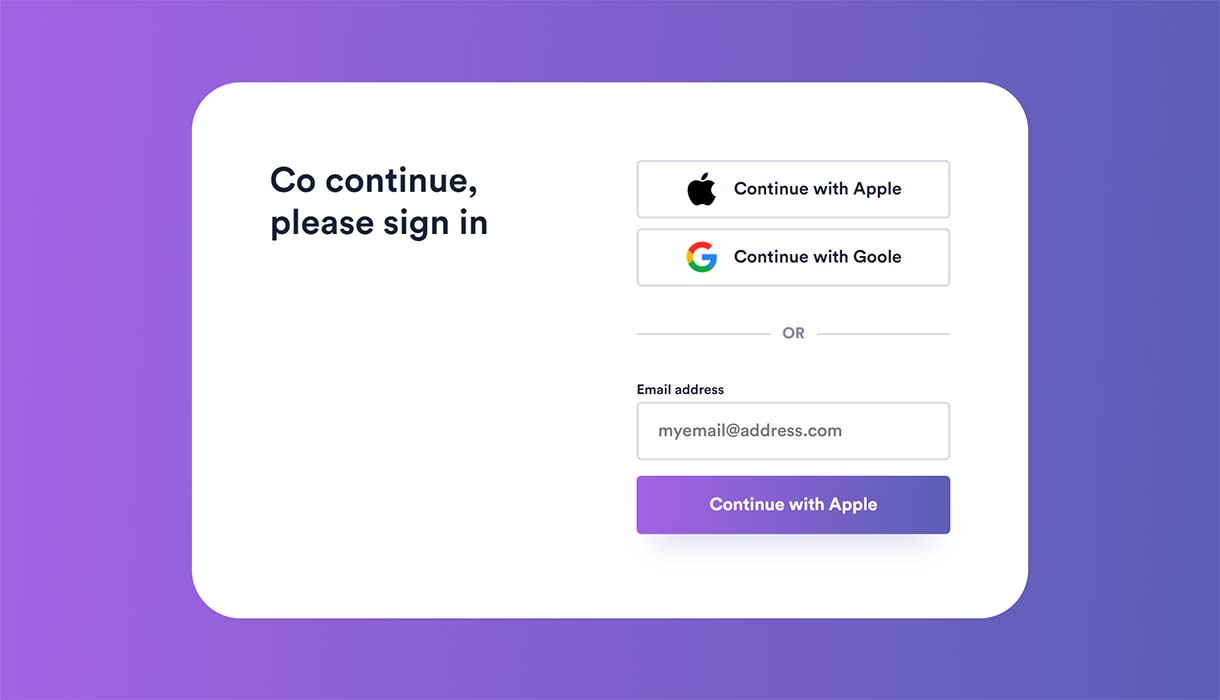 Co continue,
please sign in
Continue with Apple
Continue with Goole
OR
Email address
myemail@address.com
Continue with Apple